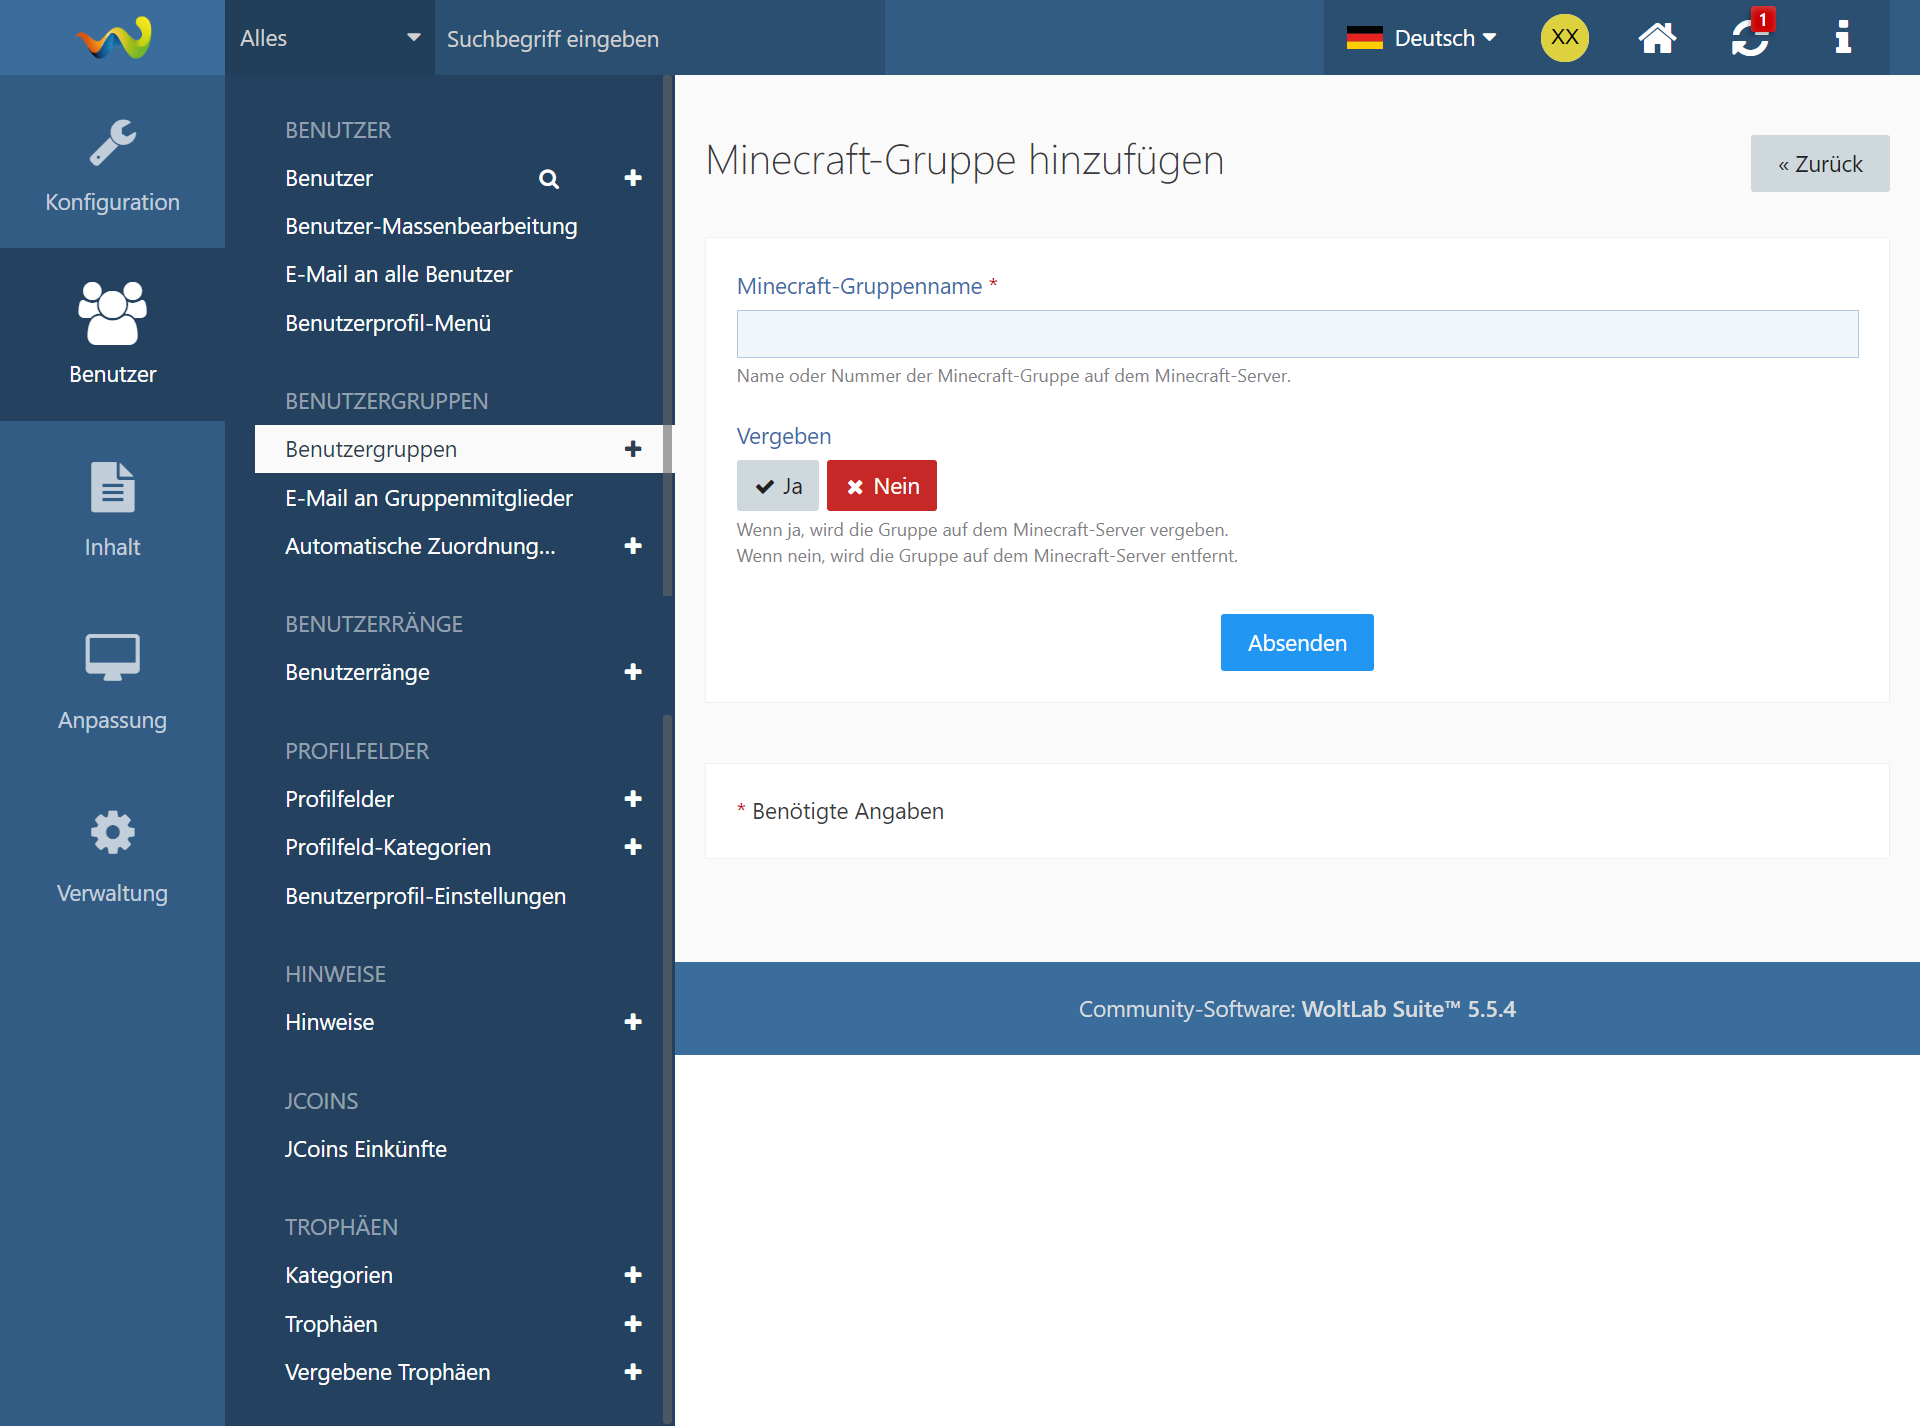 Alles
Suchbegriff eingeben
Deutsch
XX
1
Konfiguration
Benutzer
Inhalt
Anpassung
Verwaltung
BENUTZER
Benutzer
Benutzer-Massenbearbeitung
E-Mail an alle Benutzer
Benutzerprofil-Menü
BENUTZERGRUPPEN
Benutzergruppen
E-Mail an Gruppenmitglieder
Automatische Zuordnung…
BENUTZERRÄNGE
Benutzerränge
PROFILFELDER
Profilfelder
Profilfeld-Kategorien
Benutzerprofil-Einstellungen
HINWEISE
Hinweise
JCOINS
JCoins Einkünfte
TROPHÄEN
Kategorien
Trophäen
Vergebene Trophäen
Minecraft-Gruppe hinzufügen
« Zurück
Minecraft-Gruppenname *
Name oder Nummer der Minecraft-Gruppe auf dem Minecraft-Server.
Vergeben
Ja
Nein
Wenn ja, wird die Gruppe auf dem Minecraft-Server vergeben.
Wenn nein, wird die Gruppe auf dem Minecraft-Server entfernt.
Absenden
* Benötigte Angaben
Community-Software: WoltLab Suite™ 5.5.4